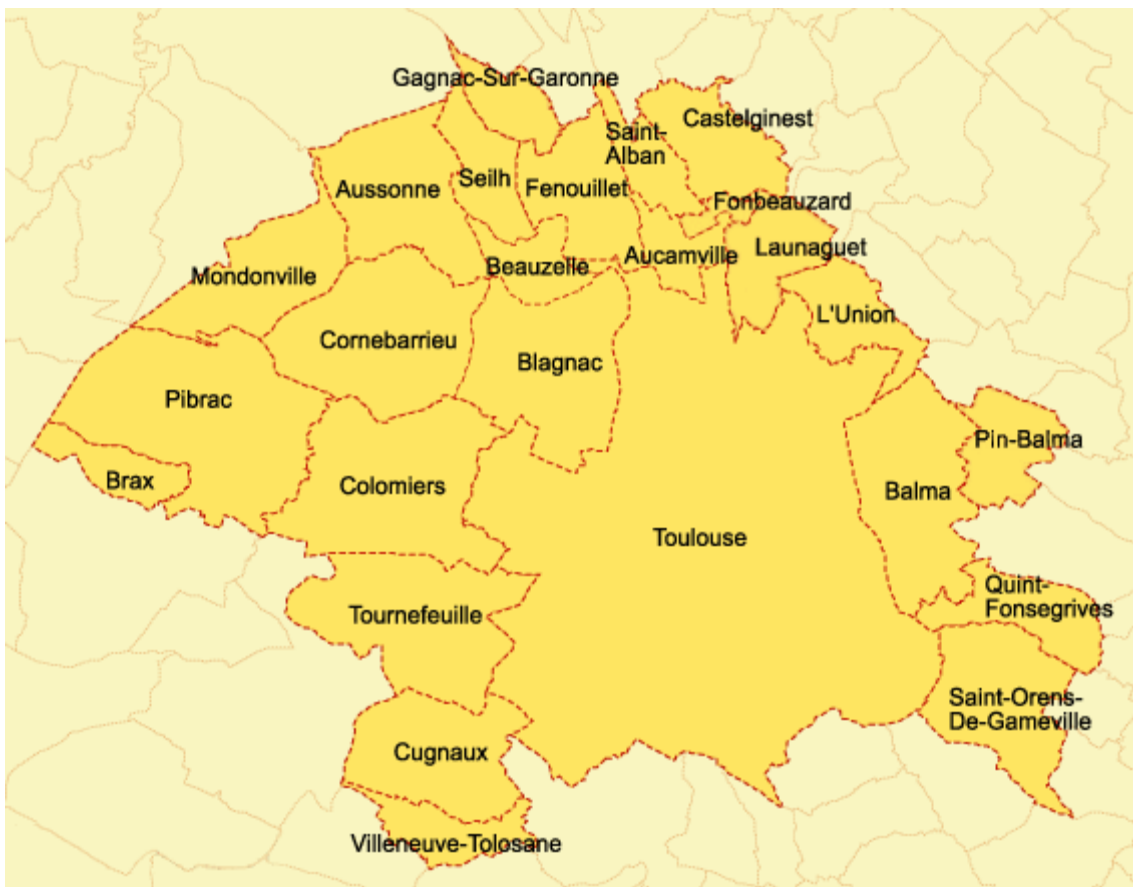 Gagnac-Sur-Garonne
Castelginest
Saint-
Alban
Aussonne
Seilh
Fenouillet
Fonbeauzard
Launaguet
Aucamville
Beauzelle
Mondonville
L'Union
Cornebarrieu
Blagnac
Pibrac
Pin-Balma
Brax
Colomiers
Balma
Toulouse
Quint-
Fonsegrives
Tournefeuille
Saint-Orens-
De-Gameville
Cugnaux
Villeneuve-Tolosane